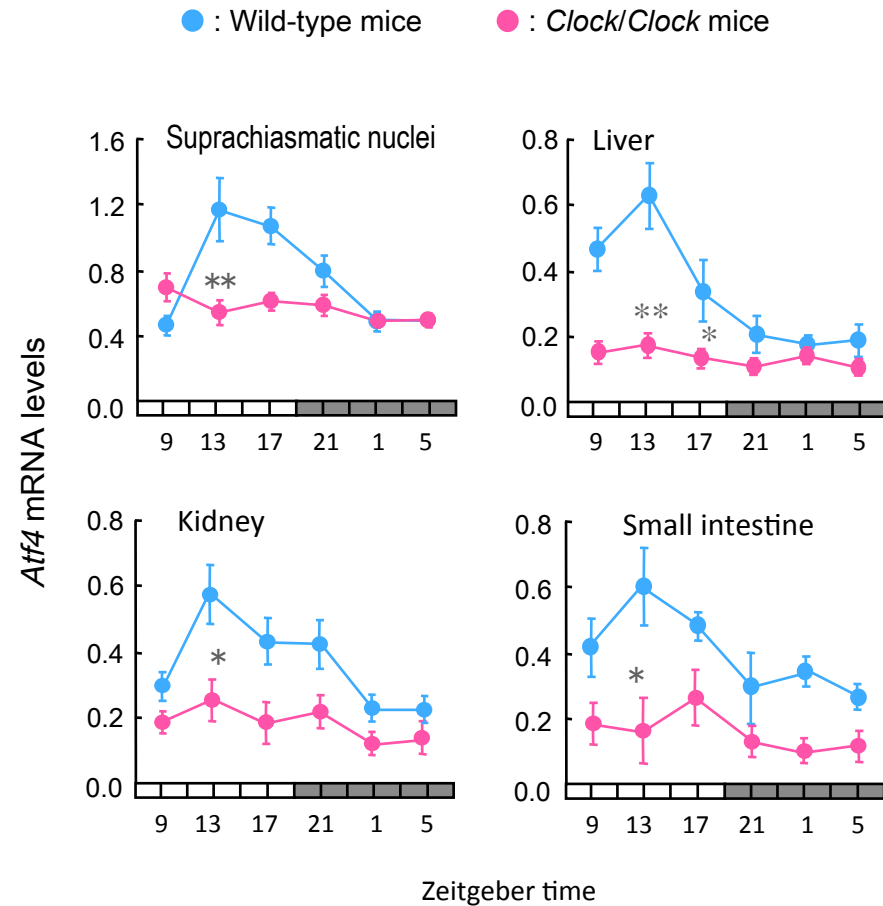 : Wild-type mice : Clock/Clock mice
Atf4 mRNA levels
Suprachiasmatic nuclei
1.6
1.2
0.8
0.4
0.0
**
9 13 17 21 1 5
Liver
0.8
0.6
0.4
0.2
0.0
**
*
9 13 17 21 1 5
Kidney
0.8
0.6
0.4
0.2
0.0
*
9 13 17 21 1 5
Small intestine
0.8
0.6
0.4
0.2
0.0
*
9 13 17 21 1 5
Zeitgeber time